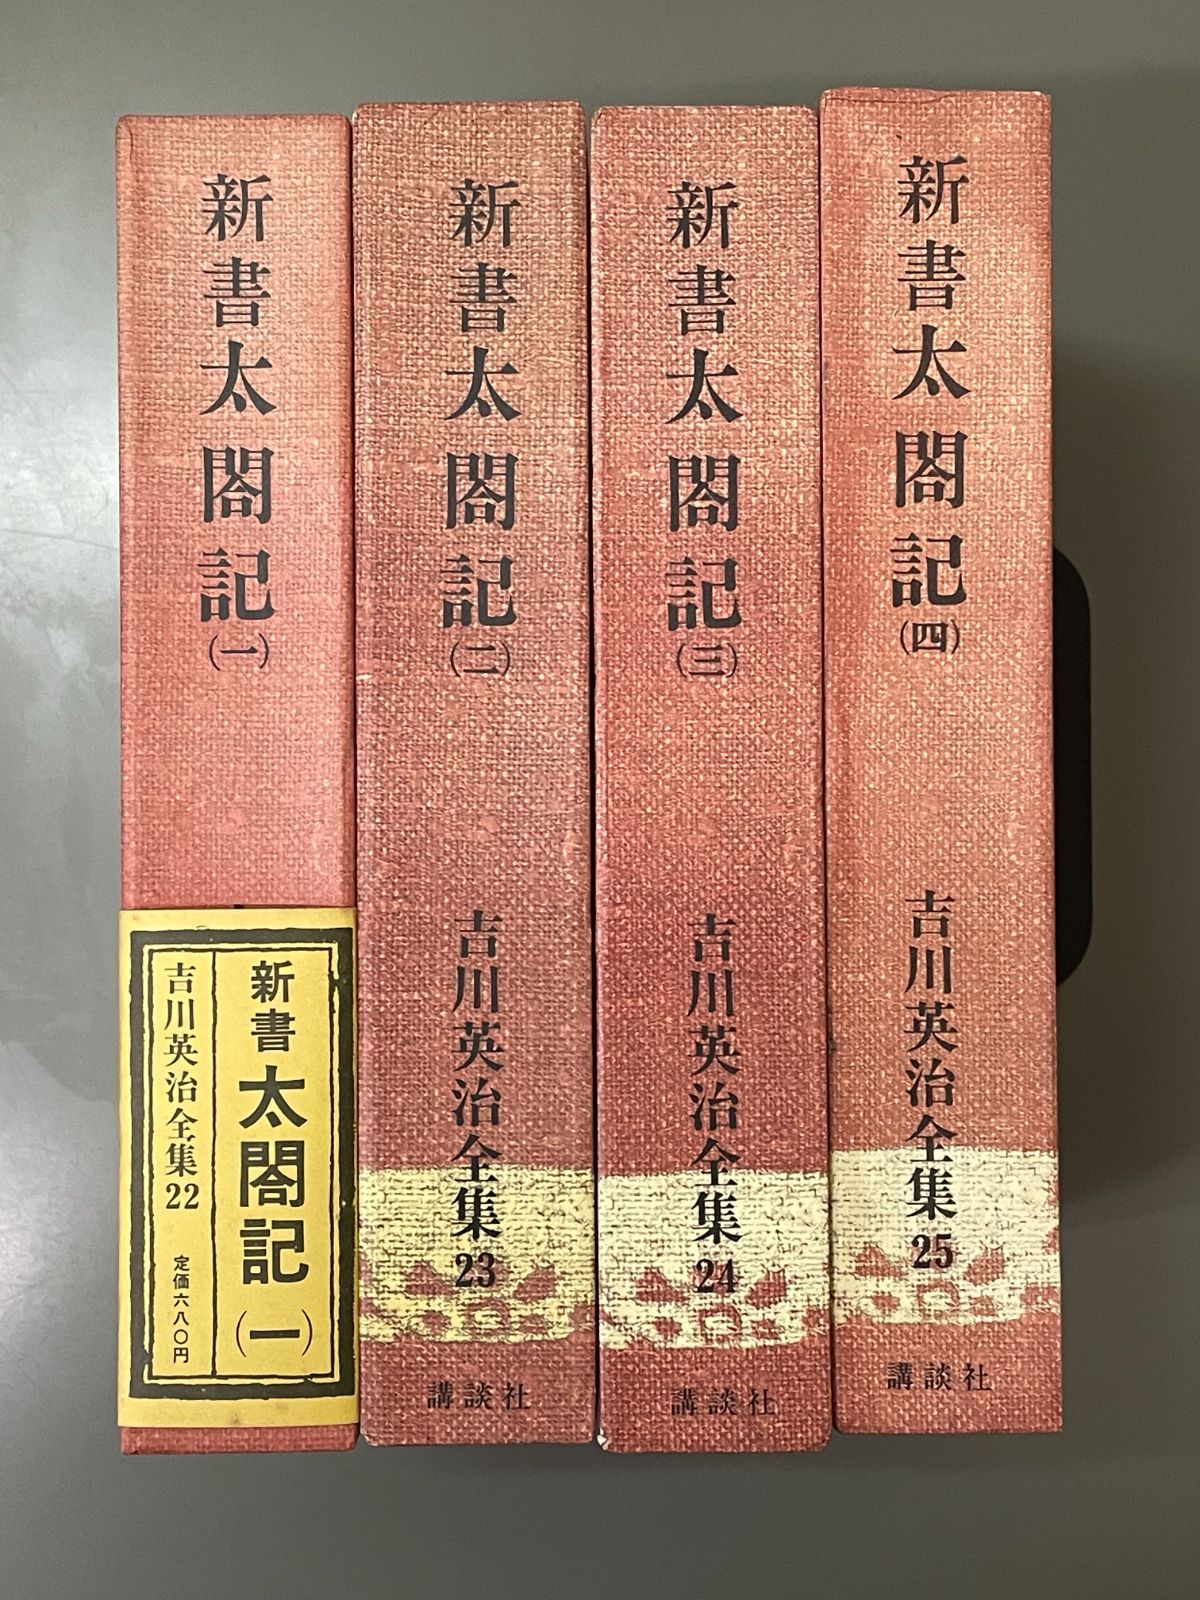 新書太閤記(一)
新書太閤記(一)
吉川英治全集22
定価六八〇円
新書太閤記(二)
吉川英治全集23
講談社
新書太閤記(三)
吉川英治全集24
講談社
新書太閤記(四)
吉川英治全集25
講談社